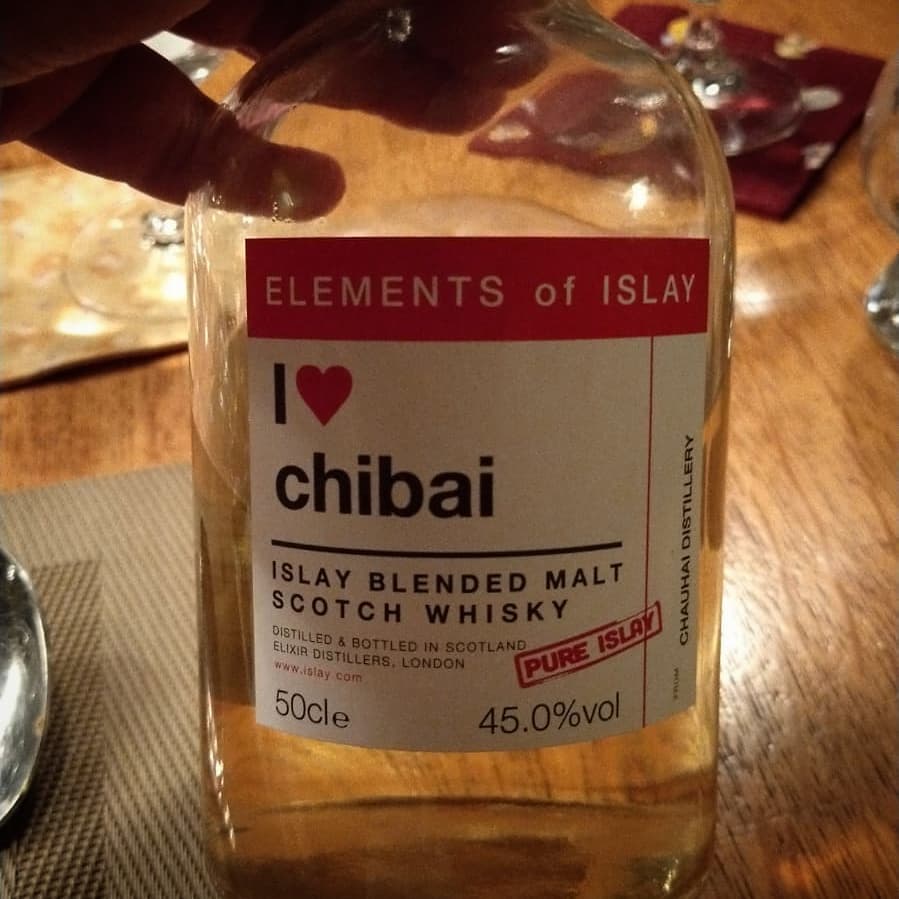 ELEMENTS of ISLAY
I♥
chibai
ISLAY BLENDED MALT
SCOTCH WHISKY
DISTILLED & BOTTLED IN SCOTLAND
ELIXIR DISTILLERS, LONDON
www.islay.com
PURE ISLAY
50cl e
45.0%vol
FROM CHAUHAI DISTILLERY